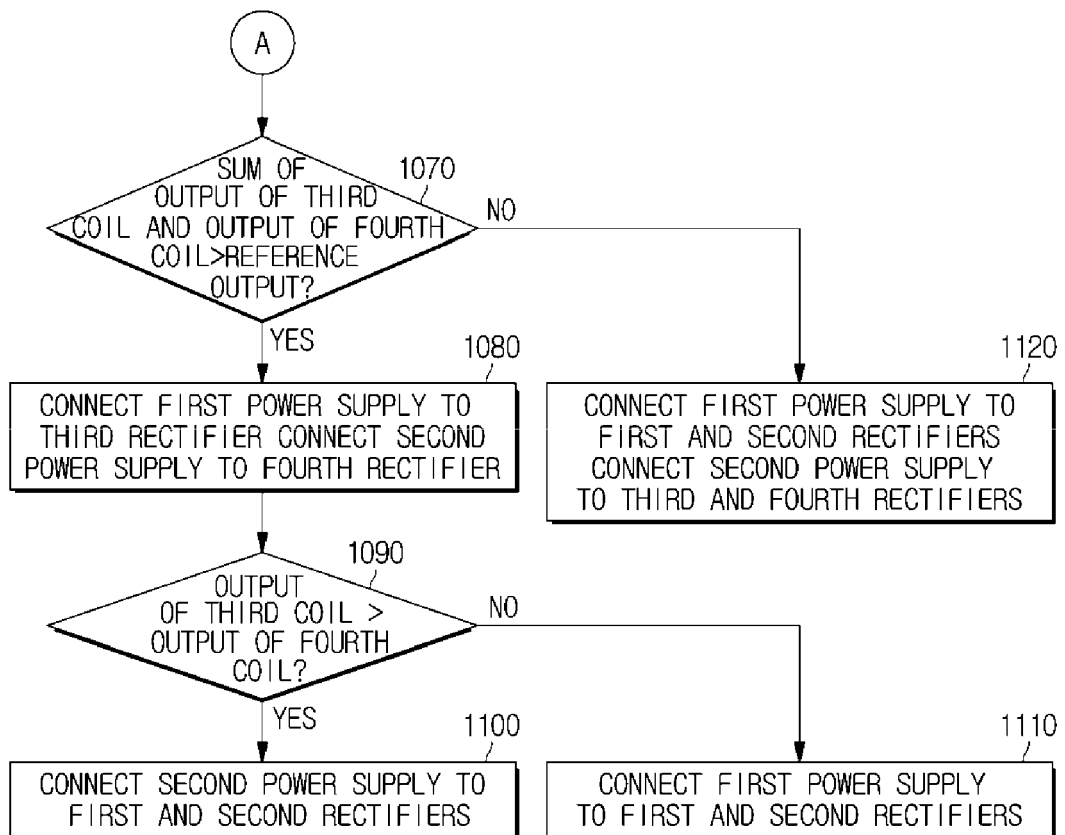 A
1070
SUM OF
OUTPUT OF THIRD
COIL AND OUTPUT OF FOURTH
COIL>REFERENCE
OUTPUT?
NO
YES
1080
CONNECT FIRST POWER SUPPLY TO
THIRD RECTIFIER CONNECT SECOND
POWER SUPPLY TO FOURTH RECTIFIER
1120
CONNECT FIRST POWER SUPPLY TO
FIRST AND SECOND RECTIFIERS
CONNECT SECOND POWER SUPPLY
TO THIRD AND FOURTH RECTIFIERS
1090
OUTPUT
OF THIRD COIL >
OUTPUT OF FOURTH
COIL?
NO
YES
1100
CONNECT SECOND POWER SUPPLY TO
FIRST AND SECOND RECTIFIERS
1110
CONNECT FIRST POWER SUPPLY
TO FIRST AND SECOND RECTIFIERS